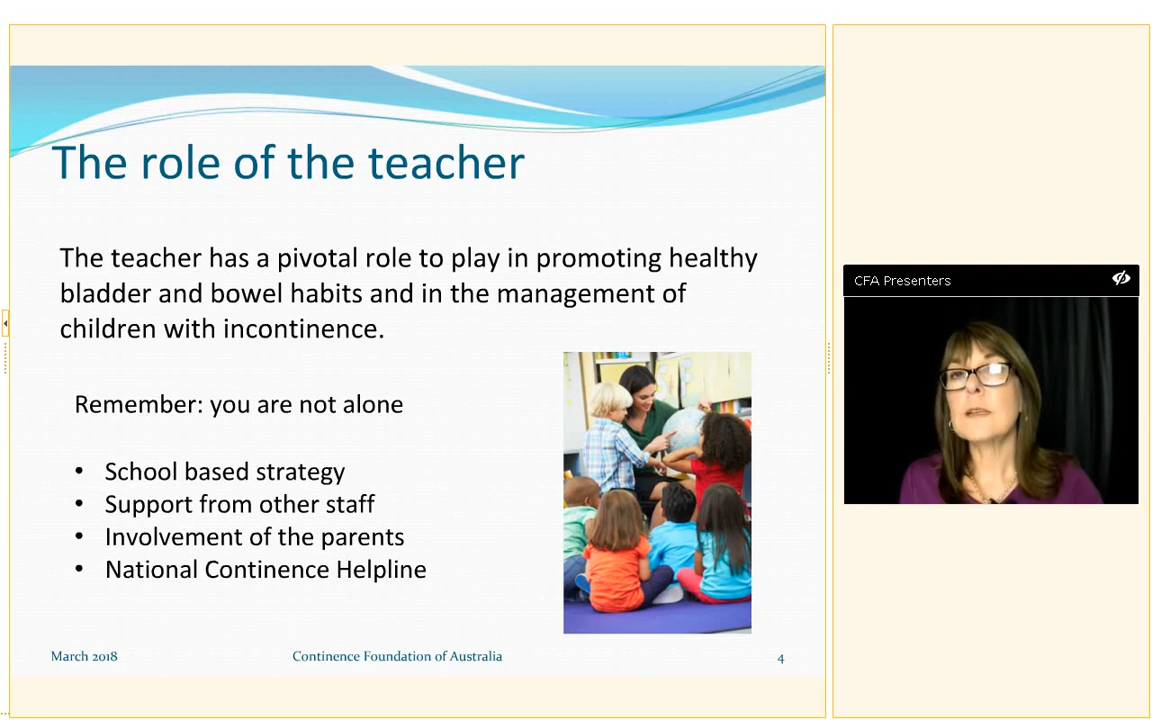 The role of the teacher
The teacher has a pivotal role to play in promoting healthy
bladder and bowel habits and in the management of
children with incontinence.
Remember: you are not alone
• School based strategy
• Support from other staff
• Involvement of the parents
• National Continence Helpline
March 2018
Continence Foundation of Australia
4
CFA Presenters